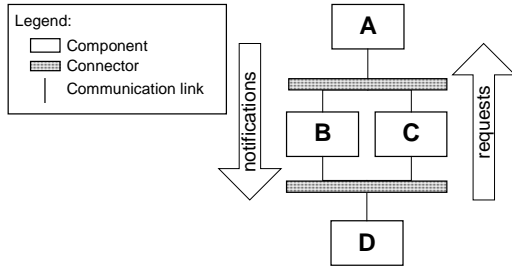 Legend:
Component
Connector
Communication link
notifications
A
B
C
D
requests